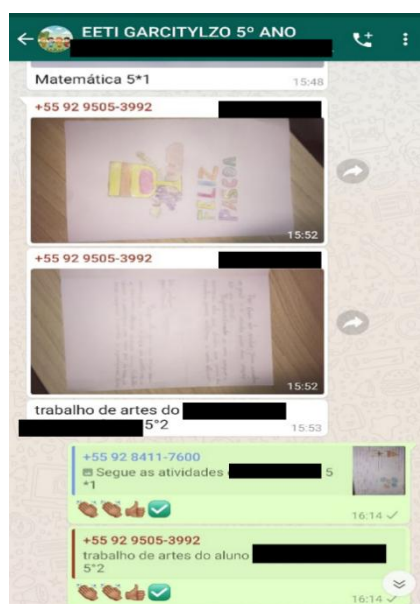 EETI GARCITYLZO 5º ANO
Matemática 5*1
15:48
+55 92 9505-3992
FELIZ
PASCOA
15:52
+55 92 9505-3992
15:52
trabalho de artes do
5°2
15:53
+55 92 8411-7600
Segue as atividades 5
*1
16:14
+55 92 9505-3992
trabalho de artes do aluno
5°2
16:14